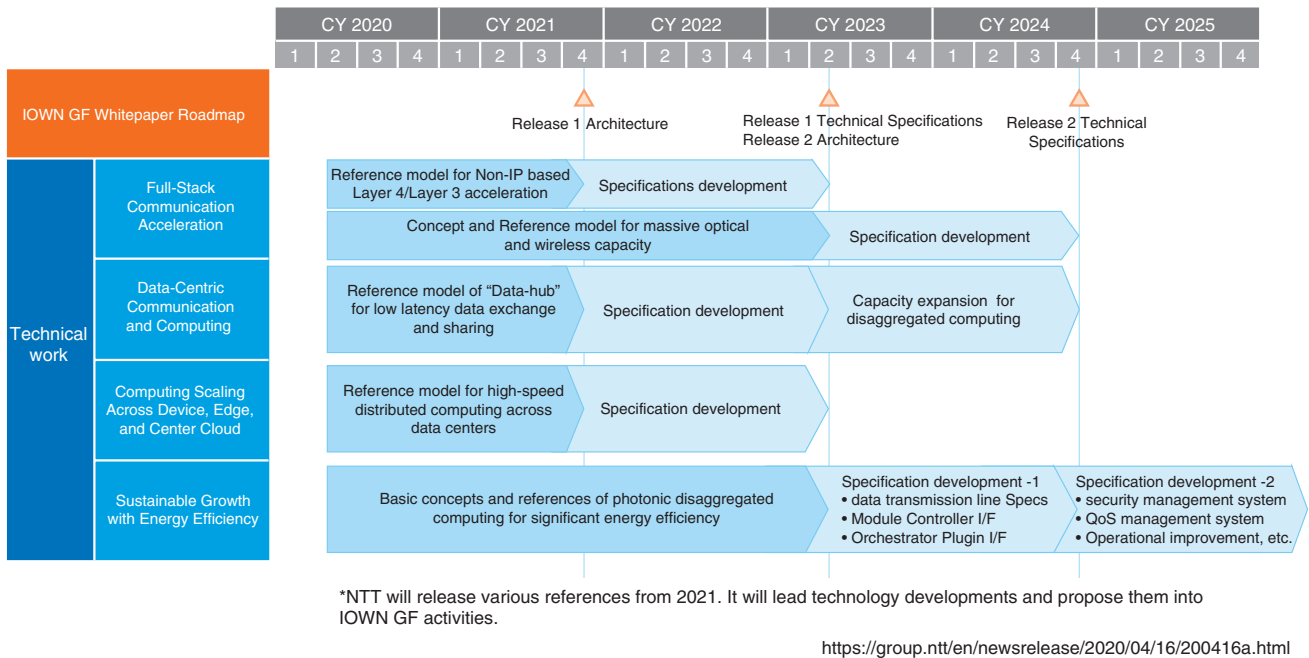 CY 2020 CY 2021 CY 2022 CY 2023 CY 2024 CY 2025
1 2 3 4 1 2 3 4 1 2 3 4 1 2 3 4 1 2 3 4 1 2 3 4
IOWN GF Whitepaper Roadmap
Release 1 Architecture
Release 1 Technical Specifications
Release 2 Architecture
Release 2 Technical
Specifications
Technical
work
Full-Stack
Communication
Acceleration
Reference model for Non-IP based
Layer 4/Layer 3 acceleration
Specifications development
Concept and Reference model for massive optical
and wireless capacity
Specification development
Data-Centric
Communication
and Computing
Reference model of “Data-hub”
for low latency data exchange
and sharing
Specification development
Capacity expansion for
disaggregated computing
Computing Scaling
Across Device, Edge,
and Center Cloud
Reference model for high-speed
distributed computing across
data centers
Specification development
Sustainable Growth
with Energy Efficiency
Basic concepts and references of photonic disaggregated
computing for significant energy efficiency
Specification development -1
• data transmission line Specs
• Module Controller I/F
• Orchestrator Plugin I/F
Specification development -2
• security management system
• QoS management system
• Operational improvement, etc.
*NTT will release various references from 2021. It will lead technology developments and propose them into
IOWN GF activities.
https://group.ntt/en/newsrelease/2020/04/16/200416a.html